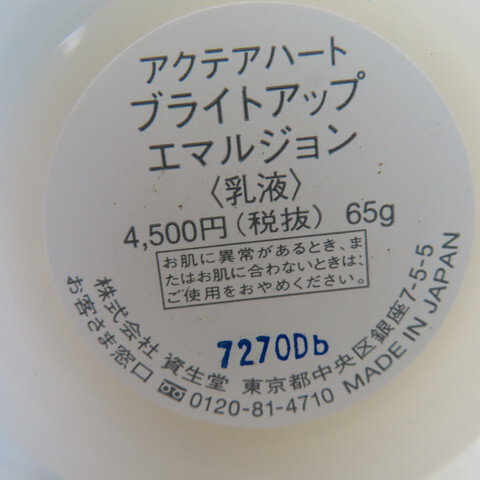 アクテアハート
ブライトアップ
エマルジョン
〈乳液〉
4,500円（税抜） 65g
お肌に異常があるとき、ま
たはお肌に合わないときは、
ご使用をおやめください。
7270Db
株式会社 資生堂 東京都中央区銀座7-5-5
お客さま窓口 0120-81-4710 MADE IN JAPAN